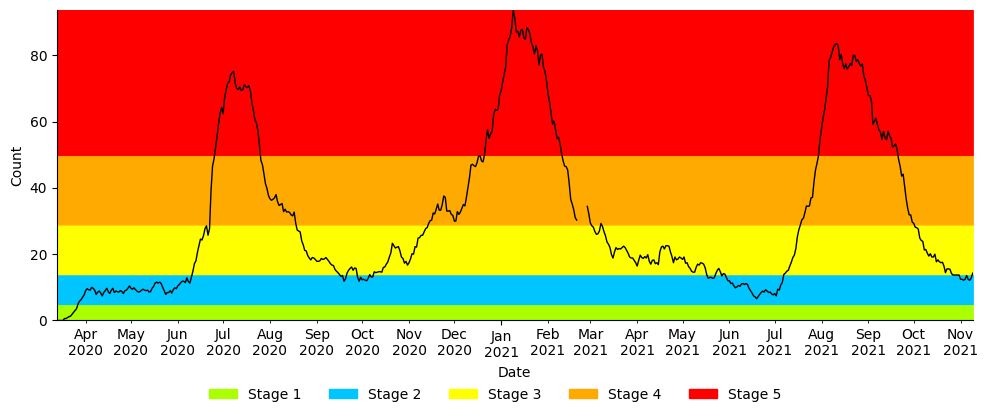 Count
80
60
40
20
0
Apr May Jun Jul Aug Sep Oct Nov Dec Jan Feb Mar Apr May Jun Jul Aug Sep Oct Nov
2020 2020 2020 2020 2020 2020 2020 2020 2020 2021 2021 2021 2021 2021 2021 2021 2021 2021 2021 2021
Date
Stage 1 Stage 2 Stage 3 Stage 4 Stage 5